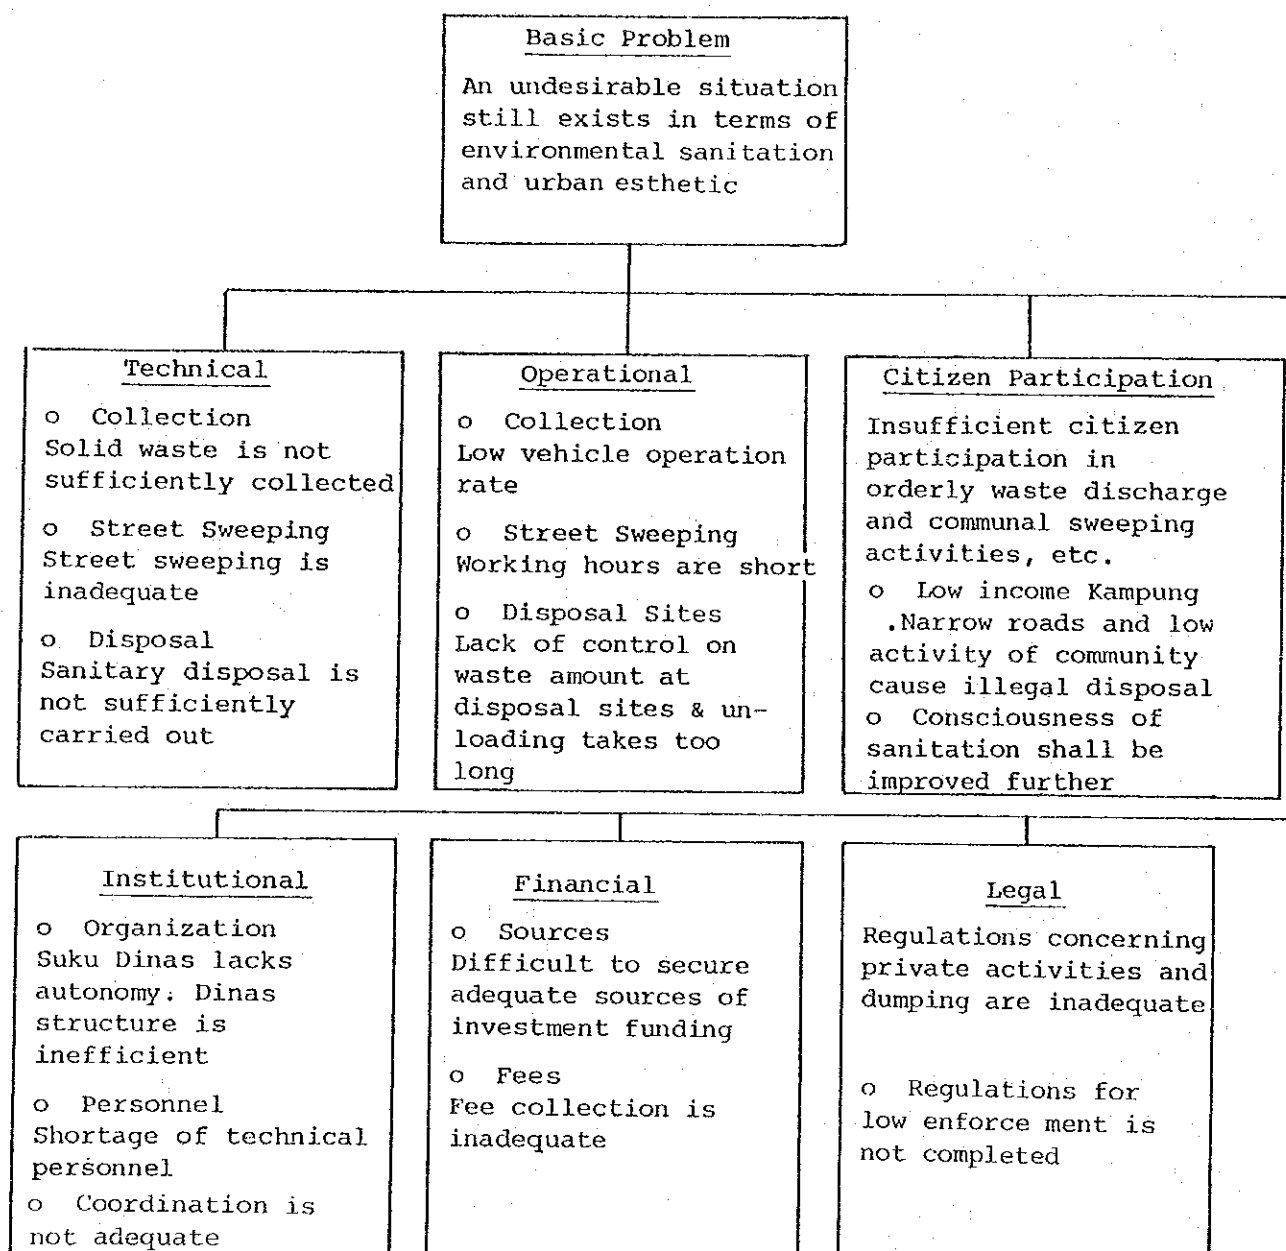 Basic Problem
An undesirable situation
still exists in terms of
environmental sanitation
and urban esthetic
Technical
o Collection
Solid waste is not
sufficiently collected
o Street Sweeping
Street sweeping is
inadequate
o Disposal
Sanitary disposal is
not sufficiently
carried out
Operational
o Collection
Low vehicle operation
rate
o Street Sweeping
Working hours are short
o Disposal Sites
Lack of control on
waste amount at
disposal sites & un-
loading takes too
long
Citizen Participation
Insufficient citizen
participation in
orderly waste discharge
and communal sweeping
activities, etc.
o Low income Kampung
.Narrow roads and low
activity of community
cause illegal disposal
o Consciousness of
sanitation shall be
improved further
Institutional
o Organization
Suku Dinas lacks
autonomy. Dinas
structure is
inefficient
o Personnel
Shortage of technical
personnel
o Coordination is
not adequate
Financial
o Sources
Difficult to secure
adequate sources of
investment funding
o Fees
Fee collection is
inadequate
Legal
Regulations concerning
private activities and
dumping are inadequate
o Regulations for
low enforce ment is
not completed